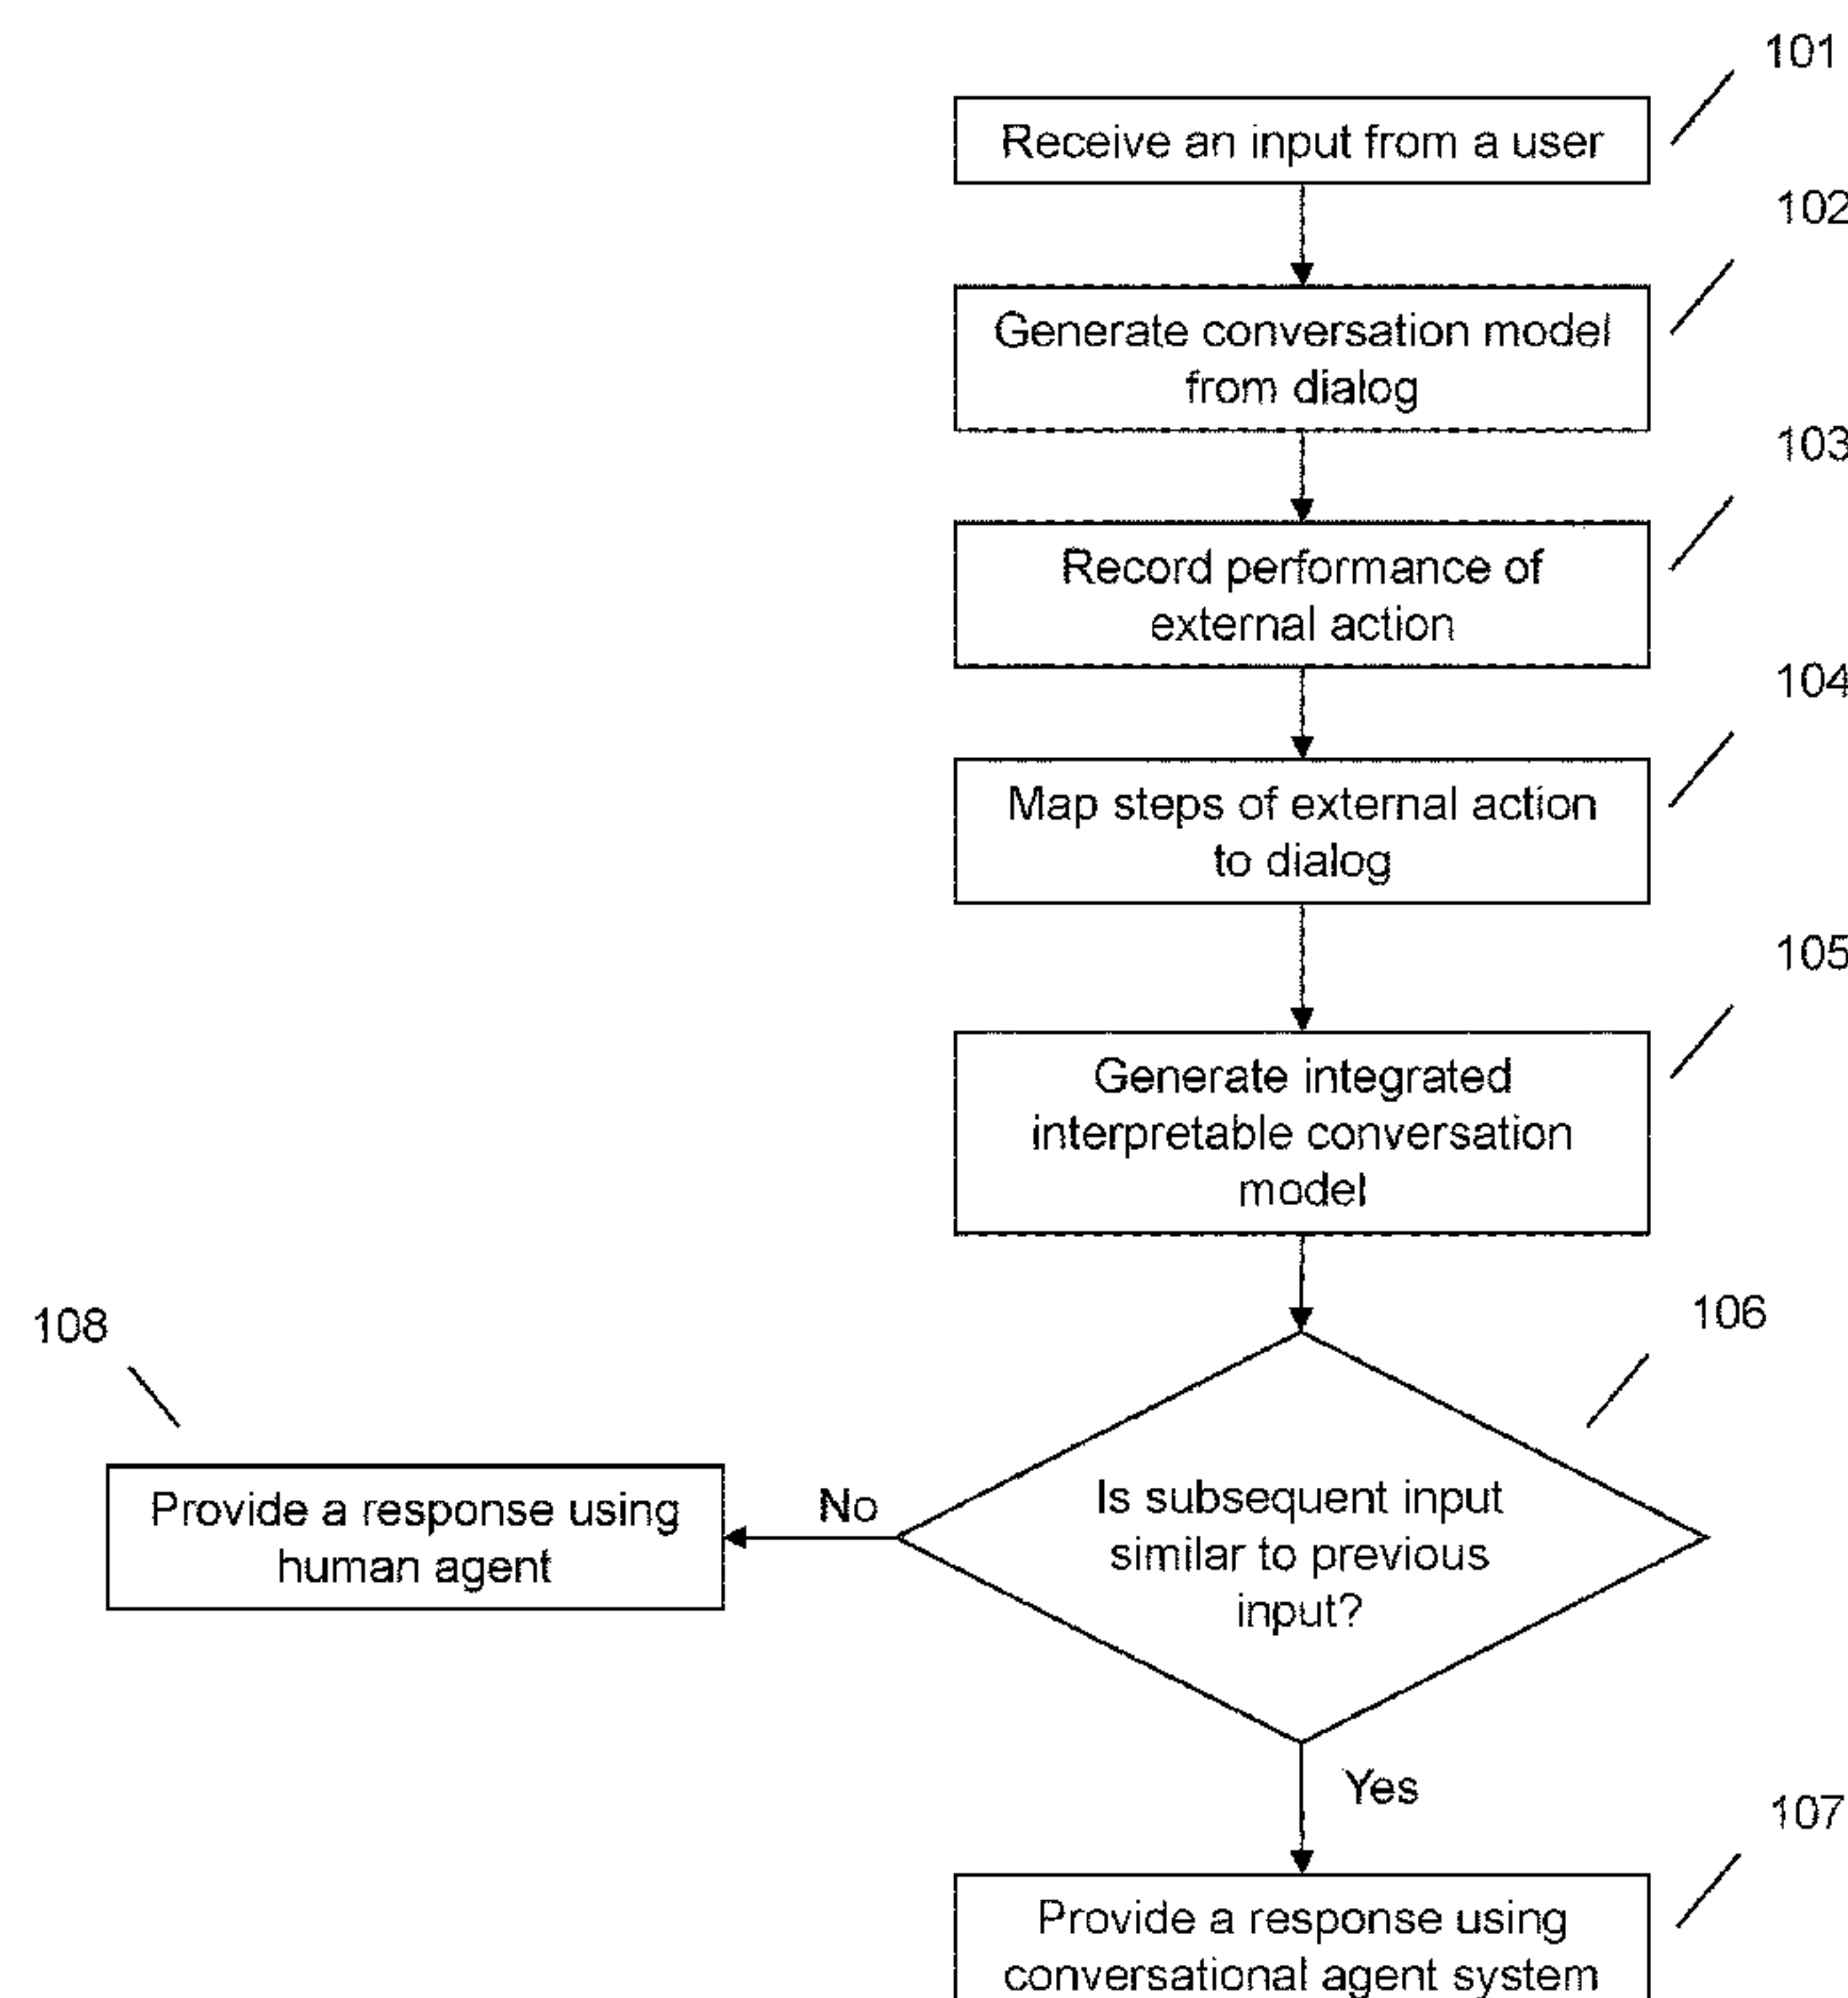 101
Receive an input from a user
102
Generate conversation model
from dialog
103
Record performance of
external action
104
Map steps of external action
to dialog
105
Generate integrated
interpretable conversation
model
108
106
Provide a response using
human agent
No
Is subsequent input
similar to previous
input?
Yes
107
Provide a response using
conversational agent system